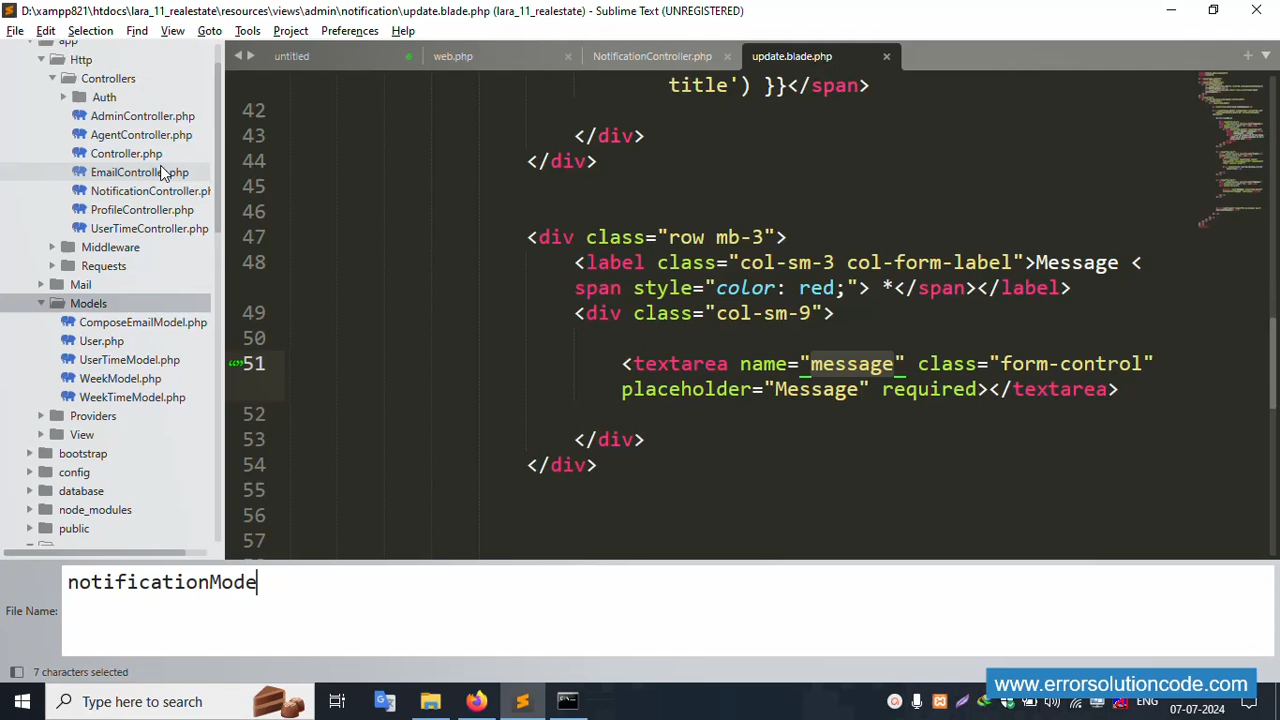 D:\xampp821\htdocs\lara_11_realestate\resources\views\admin\notification\update.blade.php (lara_11_realestate) - Sublime Text (UNREGISTERED)
File Edit Selection Find View Goto Tools Project Preferences Help
app
Http
Controllers
Auth
AdminController.php
AgentController.php
Controller.php
EmailController.php
NotificationController.ph
ProfileController.php
UserTimeController.php
Middleware
Requests
Mail
Models
ComposeEmailModel.php
User.php
UserTimeModel.php
WeekModel.php
WeekTimeModel.php
Providers
View
bootstrap
config
database
node_modules
public
untitled web.php NotificationController.php update.blade.php
title') }}</span>
42
43 </div>
44 </div>
45
46
47 <div class="row mb-3">
48 <label class="col-sm-3 col-form-label">Message <
span style="color: red;"> *</span></label>
49 <div class="col-sm-9">
50
51 <textarea name="message" class="form-control"
placeholder="Message" required></textarea>
52
53 </div>
54 </div>
55
56
57
File Name: notificationMode
7 characters selected
www.errorsolutioncode.com
Type here to search
ENG
07-07-2024